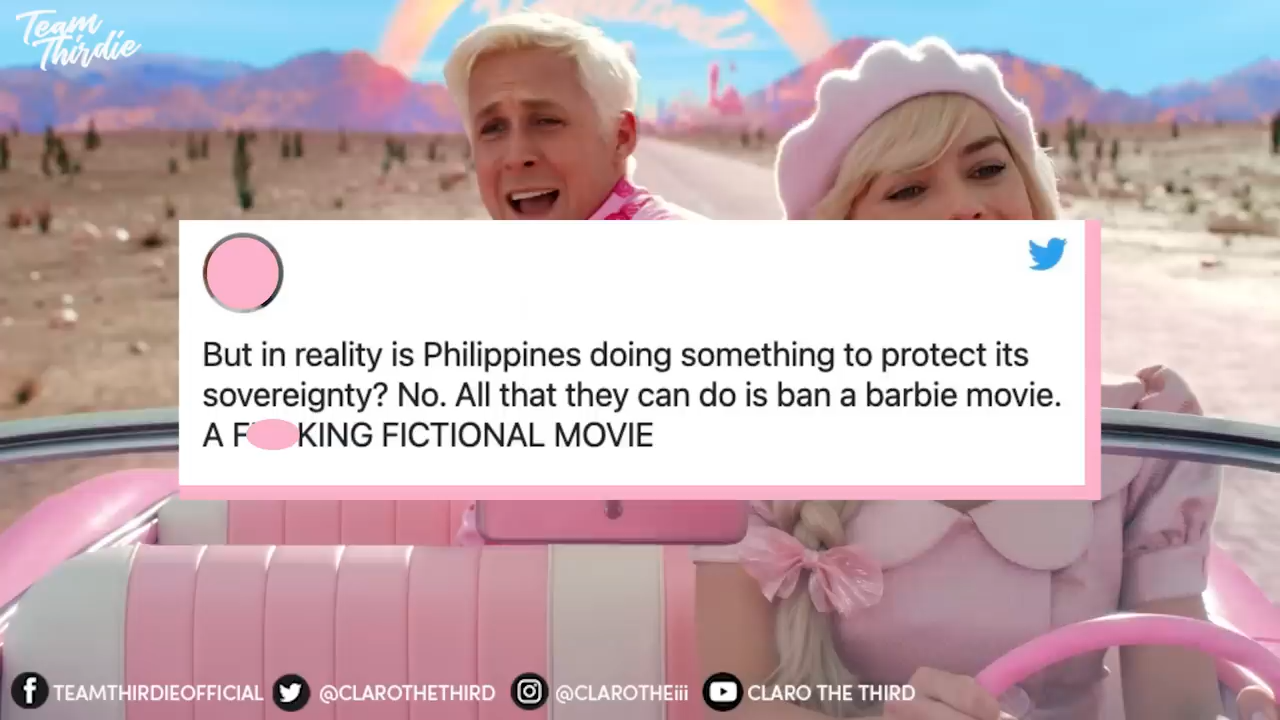 Team
Thirdie
But in reality is Philippines doing something to protect its
sovereignty? No. All that they can do is ban a barbie movie.
A F KING FICTIONAL MOVIE
TEAMTHIRDIEOFFICIAL @CLAROTHETHIRD @CLAROTHEiii CLARO THE THIRD